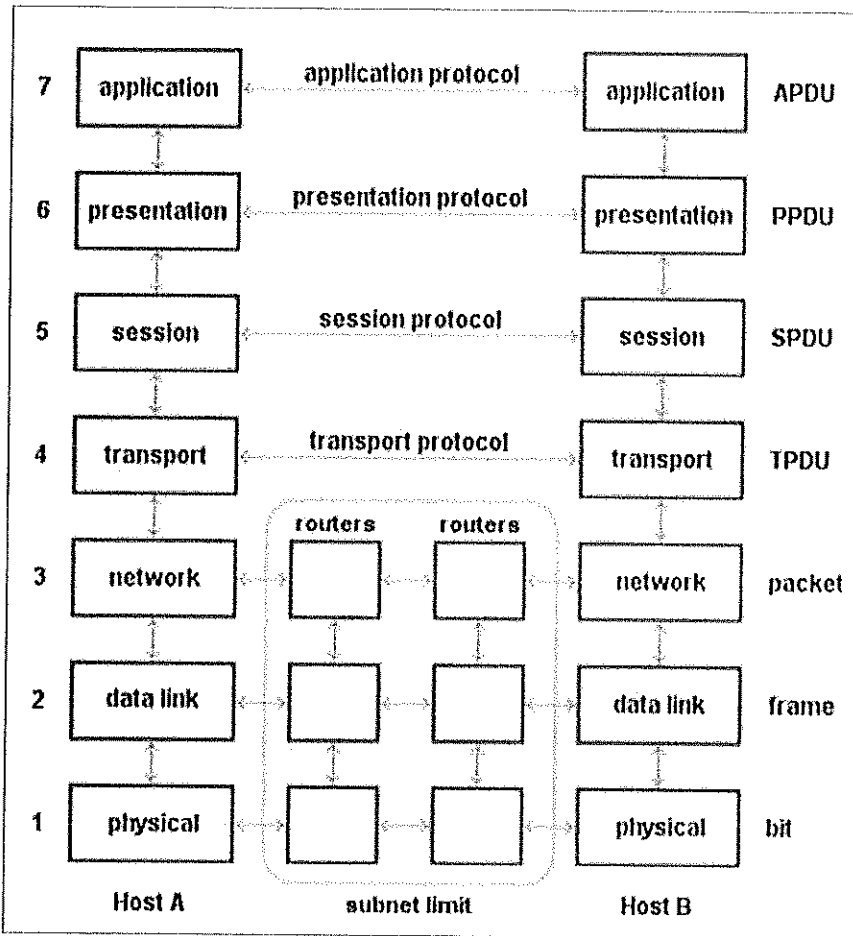 application protocol
7 application application APDU
presentation protocol
6 presentation presentation PPDU
session protocol
5 session session SPDU
transport protocol
4 transport transport TPDU
routers routers
3 network network packet
2 data link data link frame
1 physical physical bit
Host A subnet limit Host B